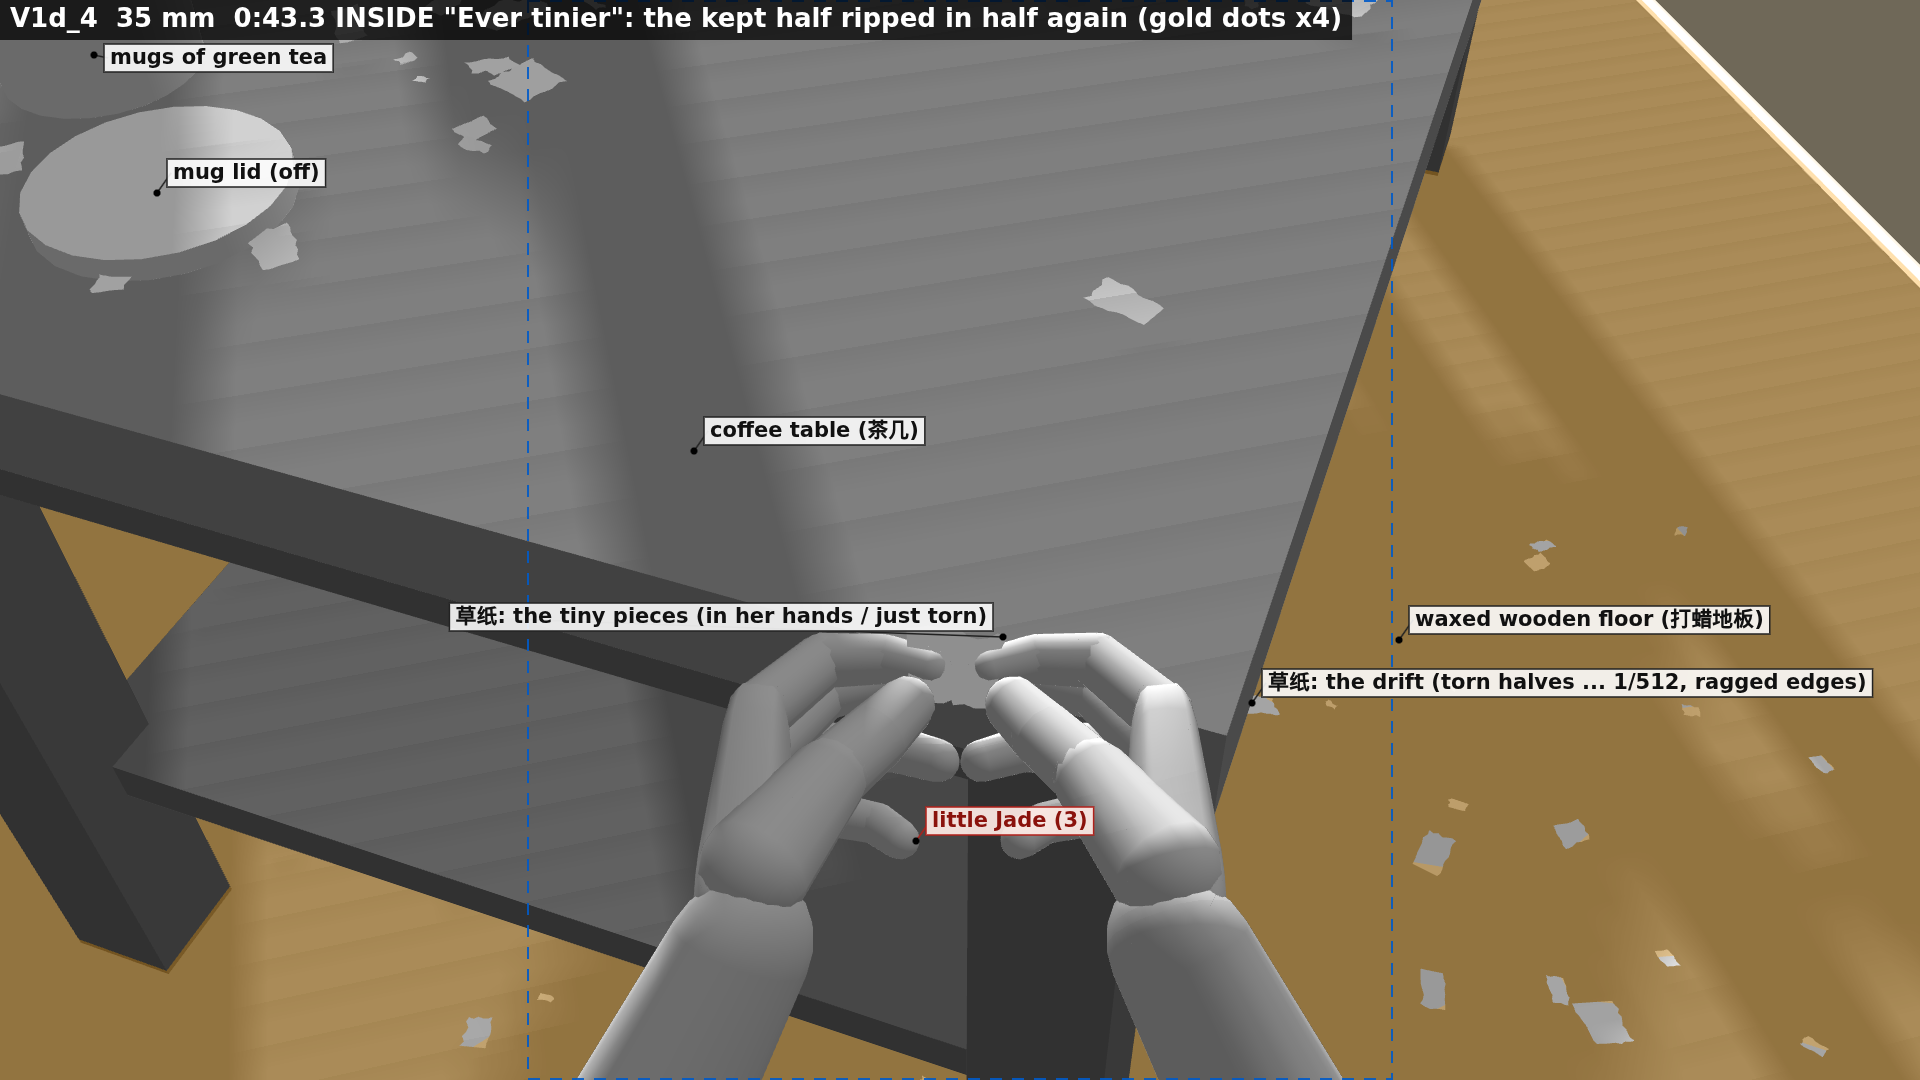 V1d_4 35 mm 0:43.3 INSIDE "Ever tinier": the kept half ripped in half again (gold dots x4)
mugs of green tea
mug lid (off)
coffee table (茶几)
草纸: the tiny pieces (in her hands / just torn)
waxed wooden floor (打蜡地板)
草纸: the drift (torn halves ... 1/512, ragged edges)
little Jade (3)